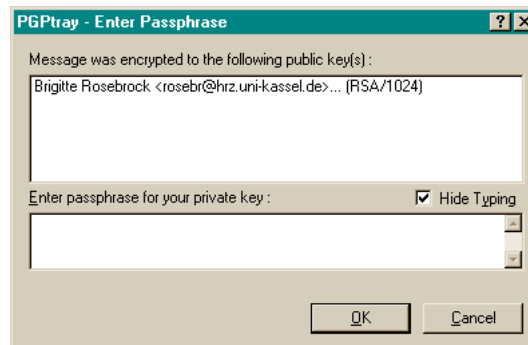 PGPtray - Enter Passphrase
Message was encrypted to the following public key(s) :
Brigitte Rosebrock <rosebr@hrz.uni-kassel.de>... (RSA/1024)
Enter passphrase for your private key :
Hide Typing
OK
Cancel